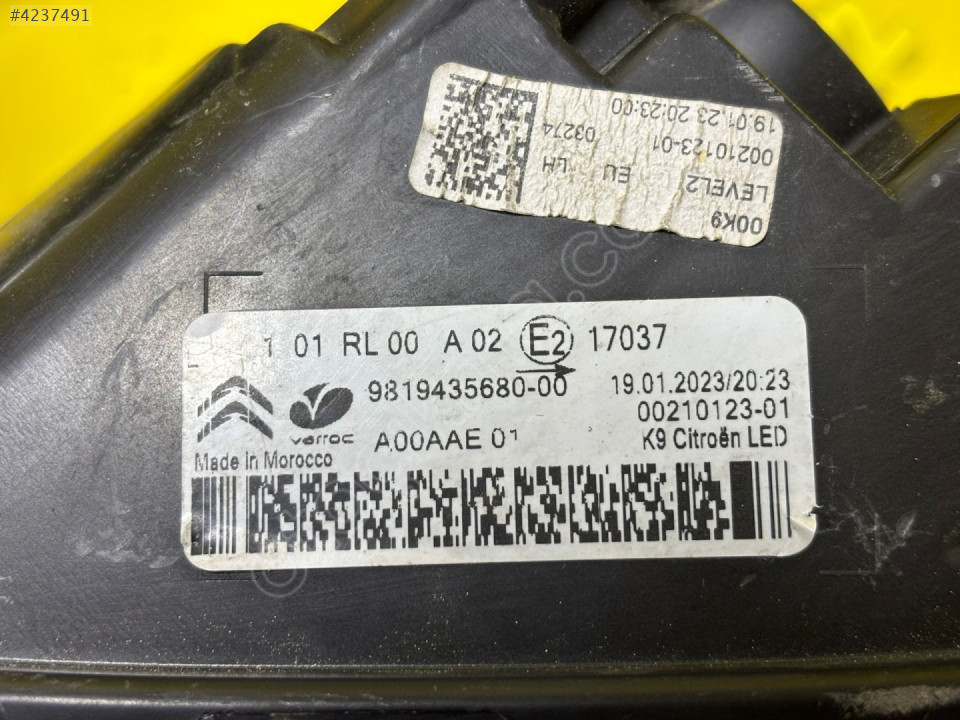 #4237491
00K9
LEVEL2 EU LH
00210123-01 03274
19.01.23 20:23:00
1 01 RL 00 A 02 E2 17037
9819435680-00 19.01.2023/20:23
00210123-01
varroc A00AAE 01 K9 Citroën LED
Made in Morocco